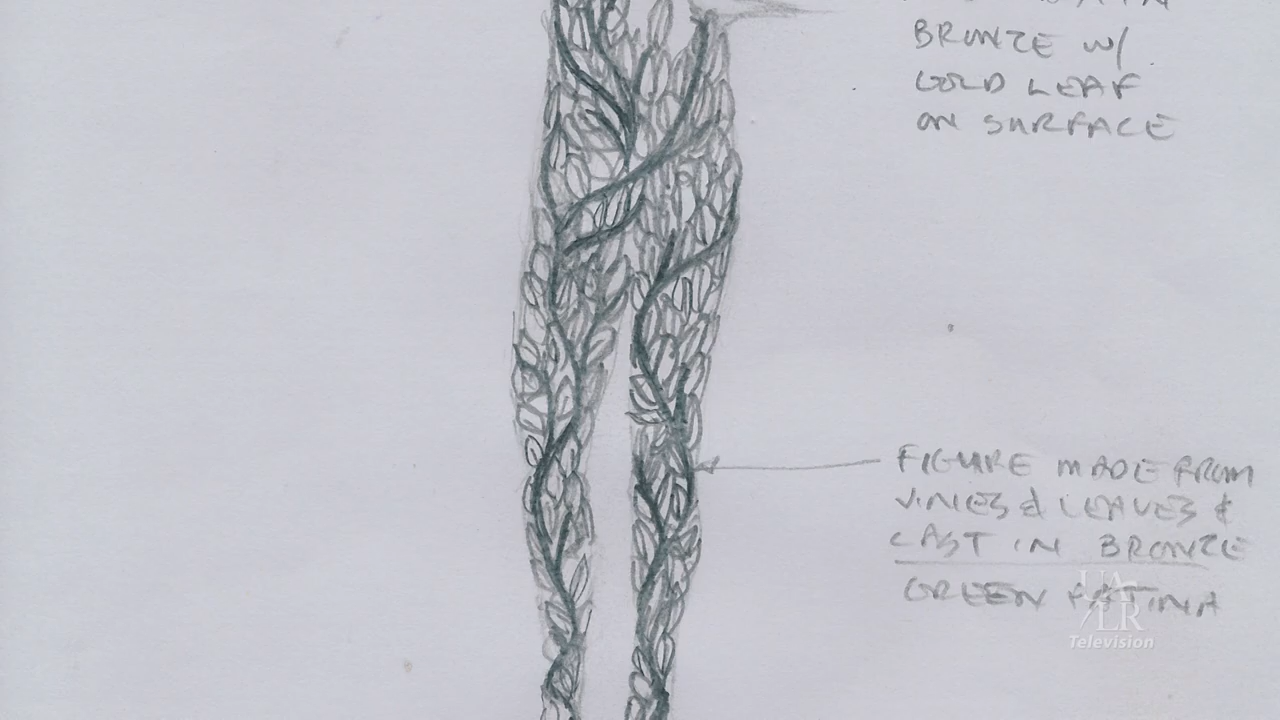 BRONZE W/
GOLD LEAF
ON SURFACE
FIGURE MADE FROM
VINES & LEAVES &
CAST IN BRONZE
GREEN PATINA
UA
LR
Television